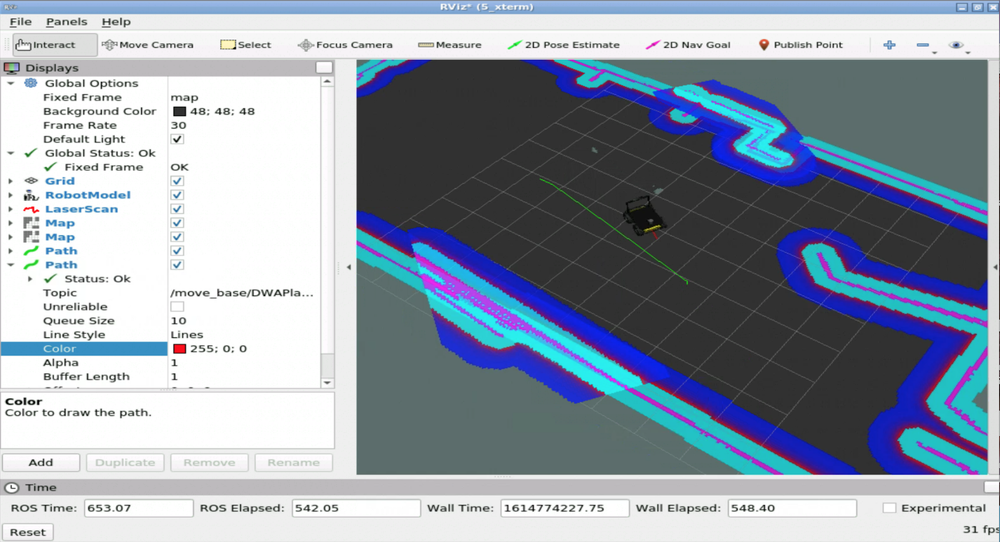 RViz* (5_xterm)
File Panels Help
Interact Move Camera Select Focus Camera Measure 2D Pose Estimate 2D Nav Goal Publish Point
Displays
Global Options
Fixed Frame map
Background Color 48; 48; 48
Frame Rate 30
Default Light
Global Status: Ok
Fixed Frame OK
Grid
RobotModel
LaserScan
Map
Map
Path
Path
Status: Ok
Topic /move_base/DWAPla...
Unreliable
Queue Size 10
Line Style Lines
Color 255; 0; 0
Alpha 1
Buffer Length 1
Color
Color to draw the path.
Add Duplicate Remove Rename
Time
ROS Time: 653.07 ROS Elapsed: 542.05 Wall Time: 1614774227.75 Wall Elapsed: 548.40 Experimental
Reset 31 fps